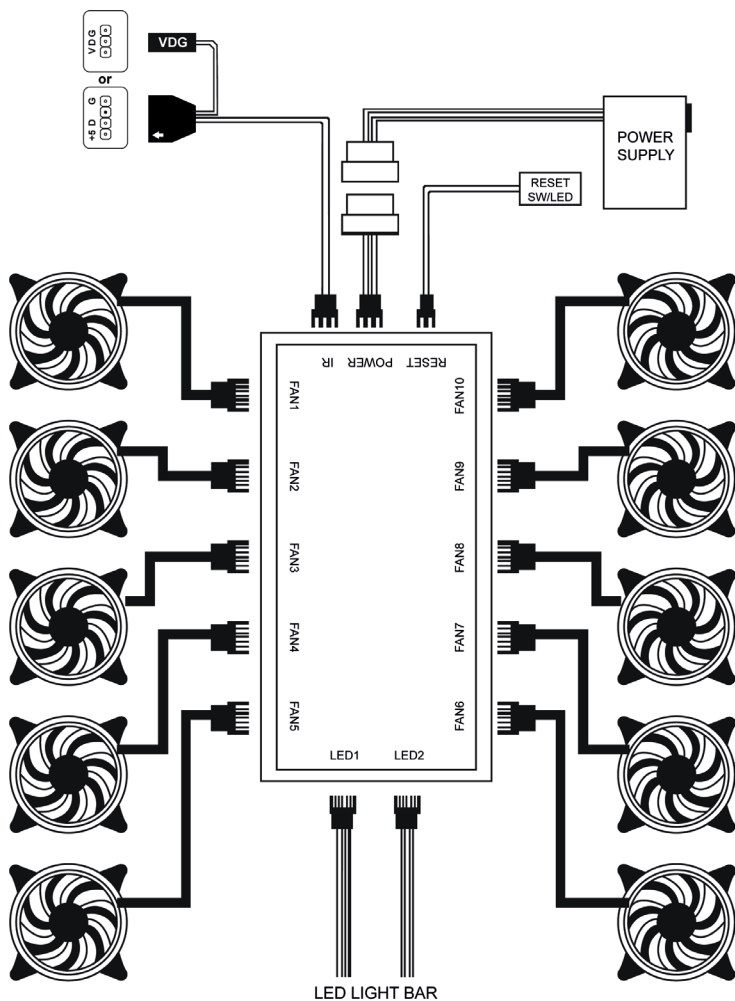 V D G
VDG
or
+5 D G
POWER
SUPPLY
RESET
SW/LED
IR
POWER
RESET
FAN1
FAN10
FAN2
FAN9
FAN3
FAN8
FAN4
FAN7
FAN5
FAN6
LED1
LED2
LED LIGHT BAR